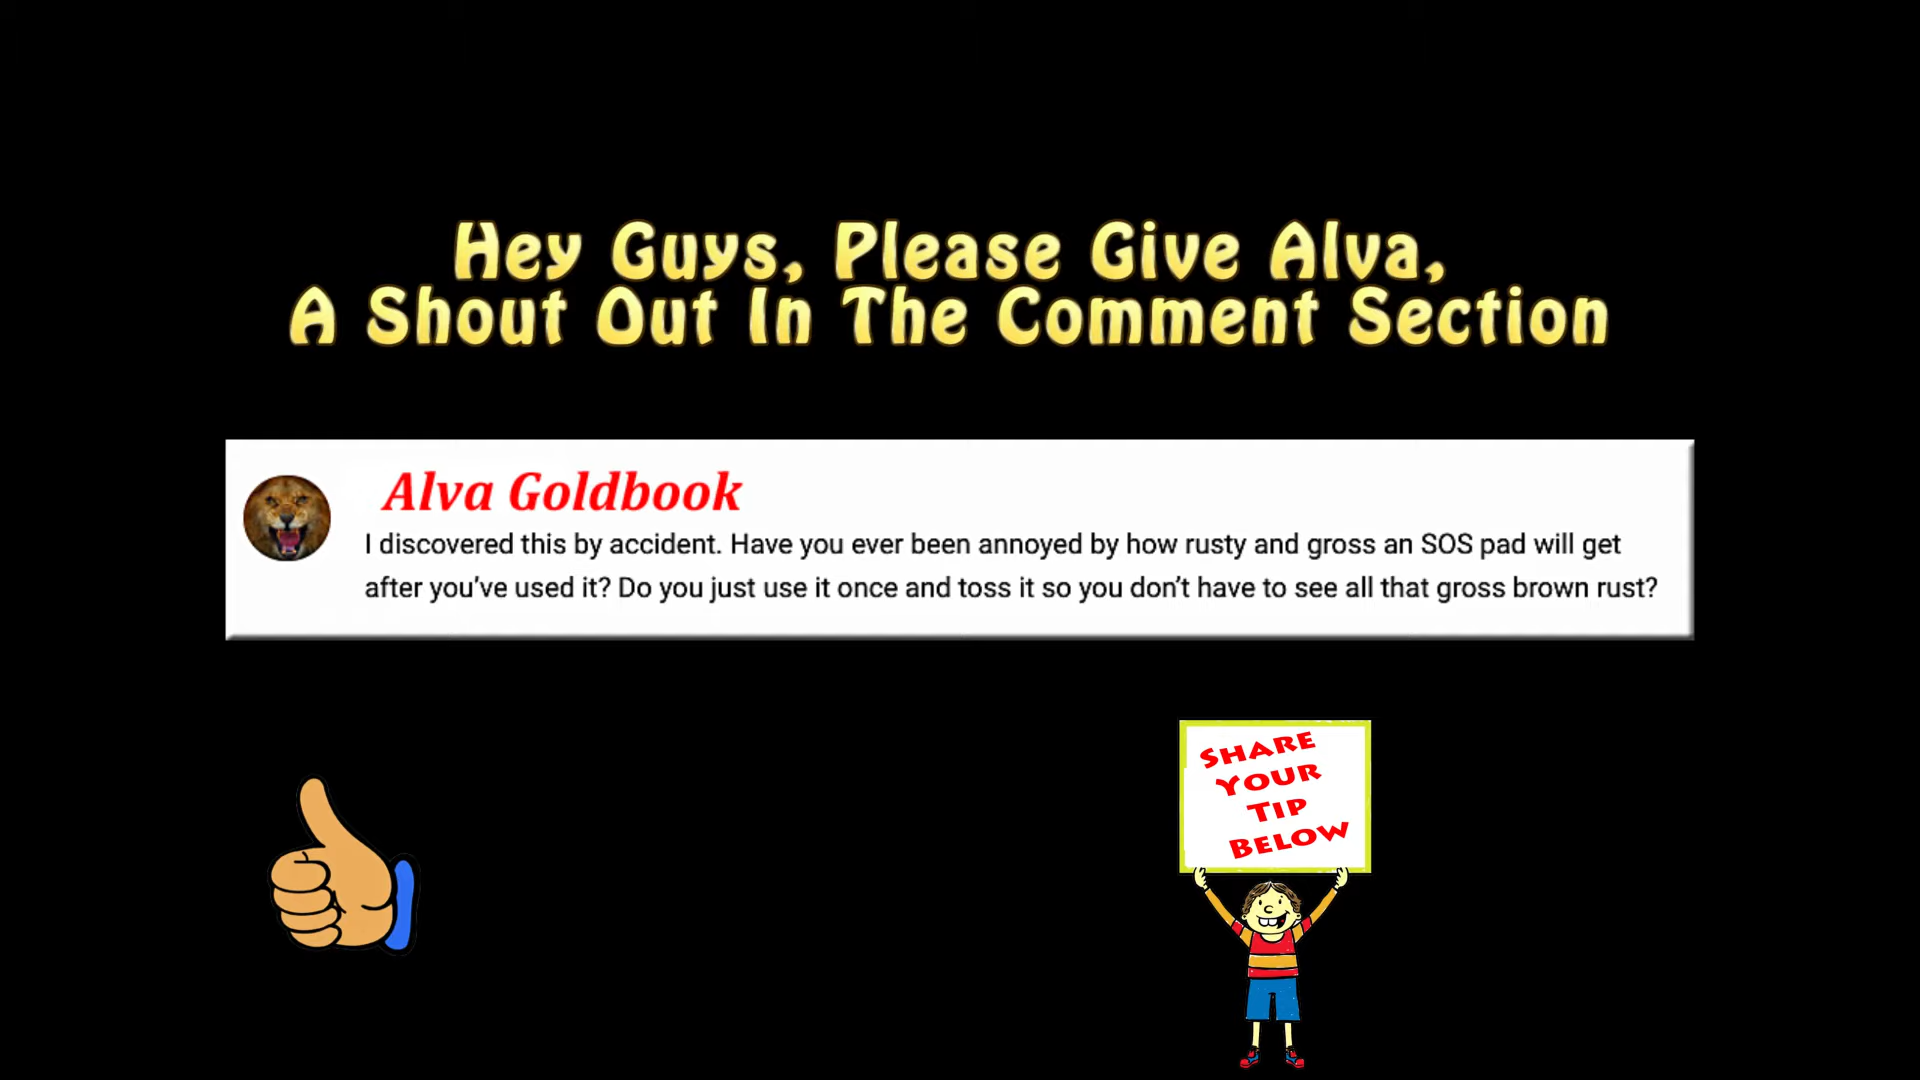 Hey Guys, Please Give Alva,
A Shout Out In The Comment Section
Alva Goldbook
I discovered this by accident. Have you ever been annoyed by how rusty and gross an SOS pad will get
after you’ve used it? Do you just use it once and toss it so you don’t have to see all that gross brown rust?
Share
Your
Tip
Below